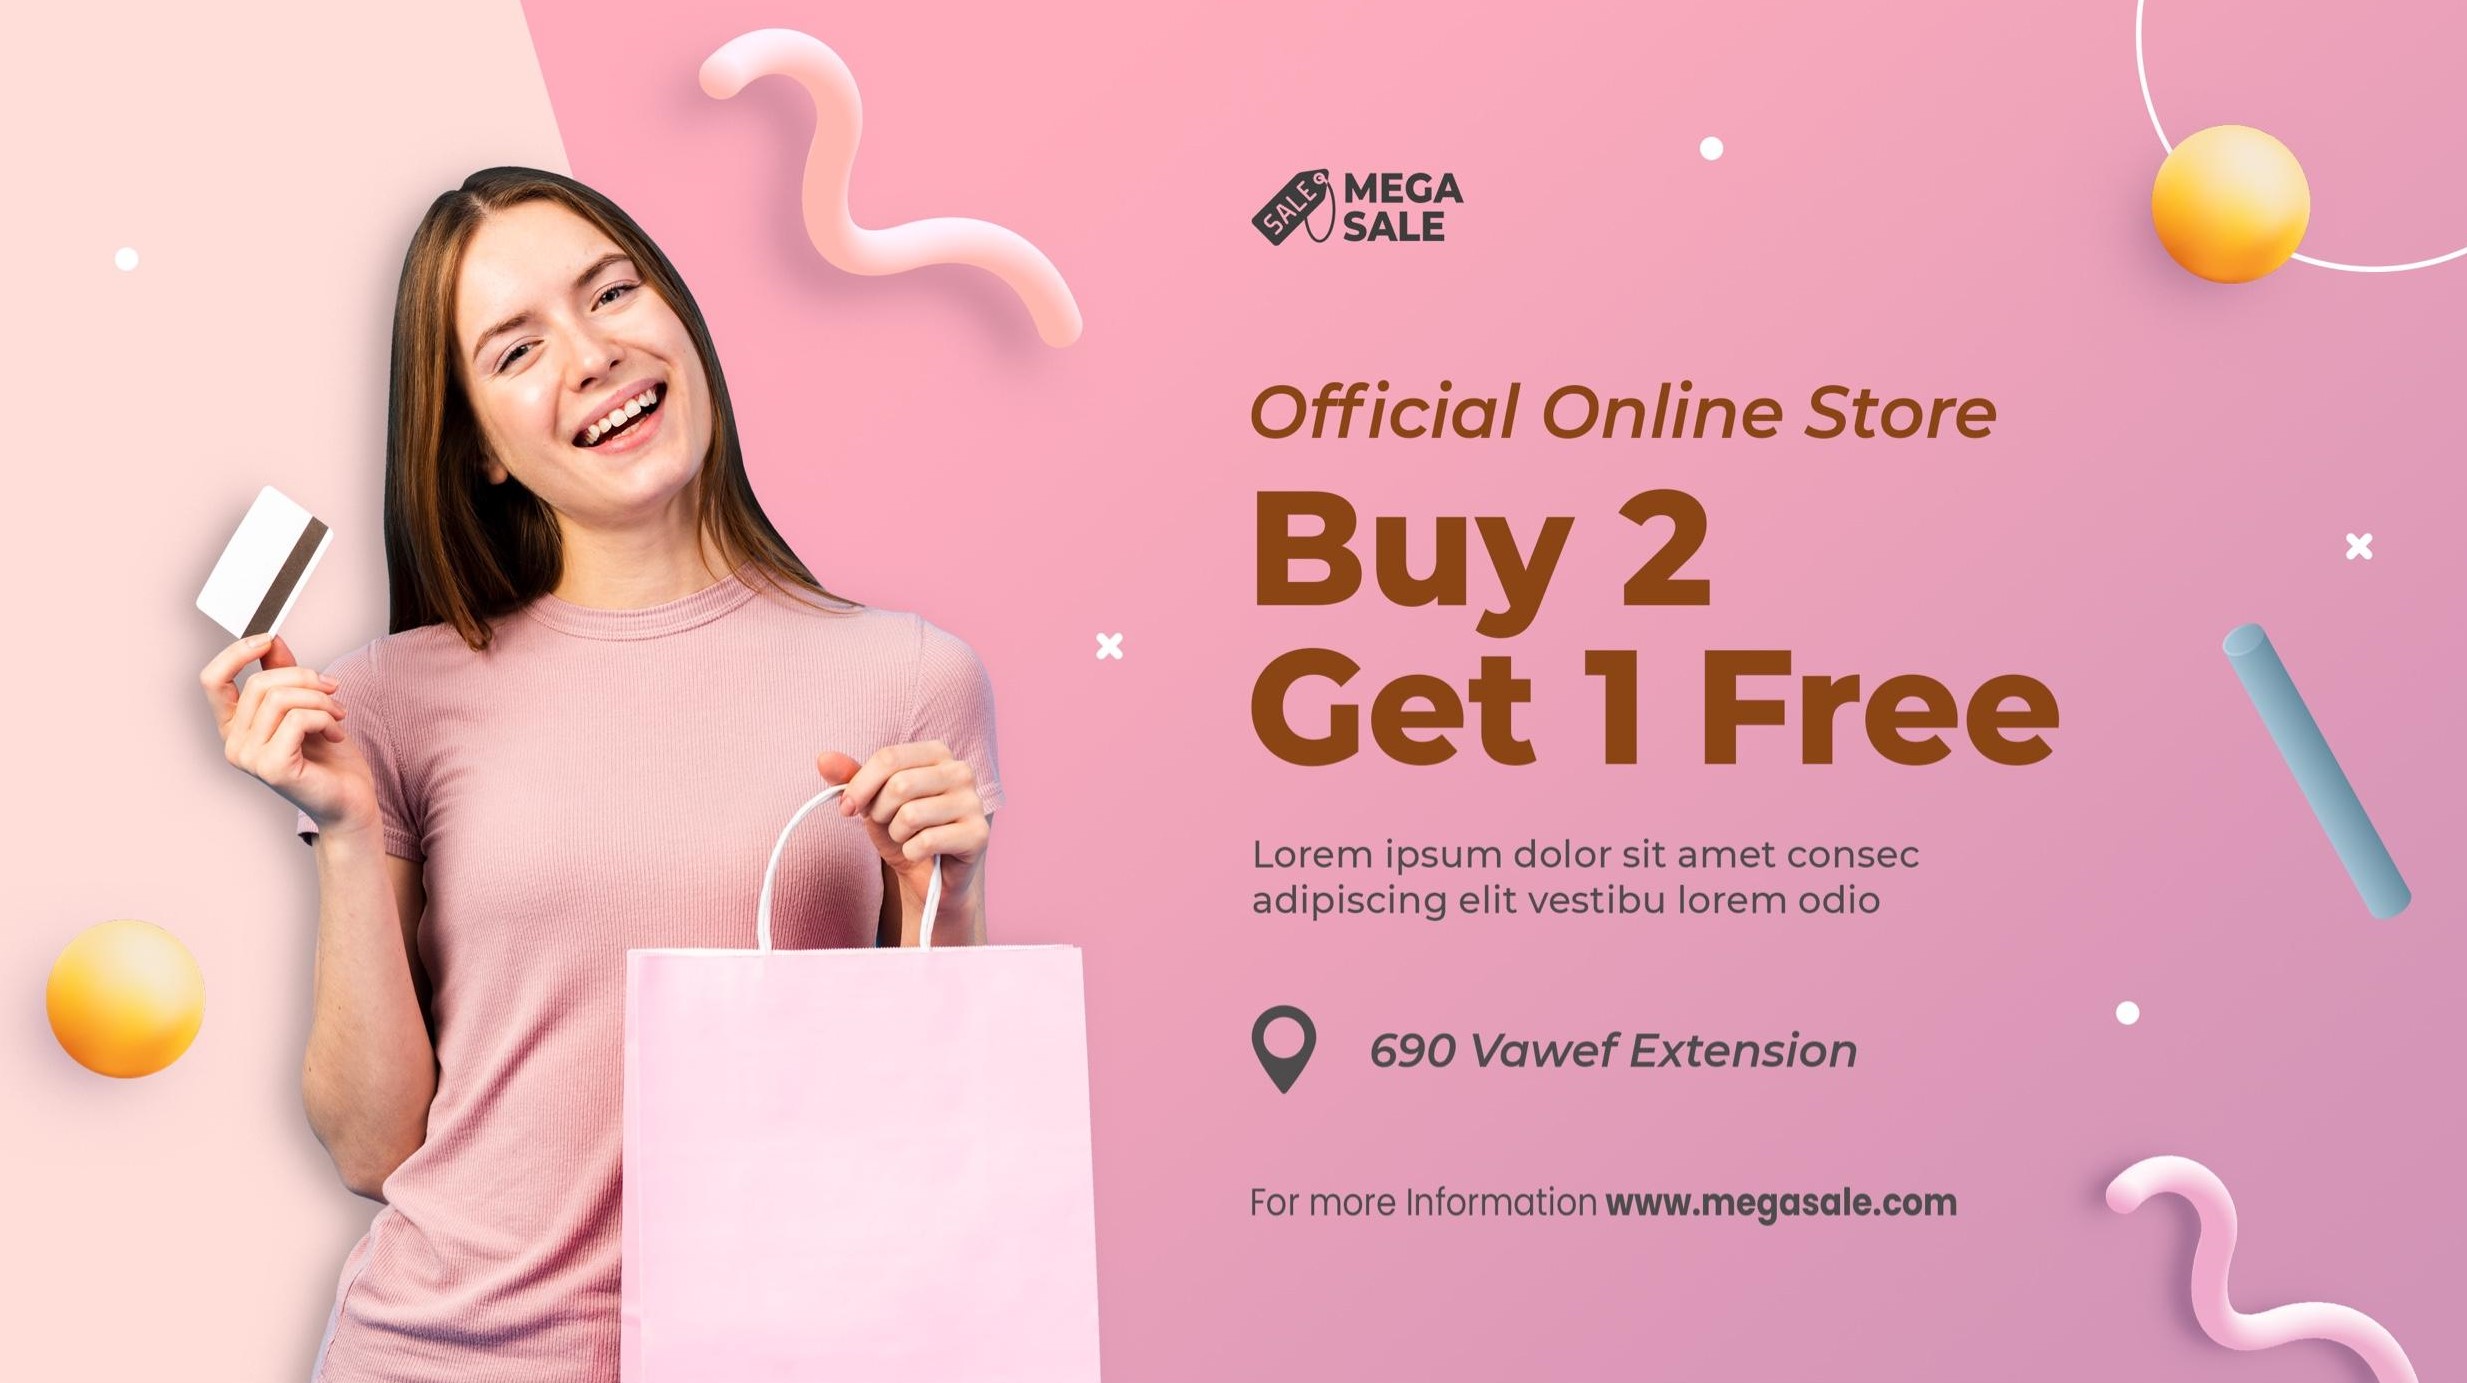 SALE
MEGA
SALE
Official Online Store
Buy 2
Get 1 Free
Lorem ipsum dolor sit amet consec
adipiscing elit vestibu lorem odio
690 Vawef Extension
For more Information www.megasale.com